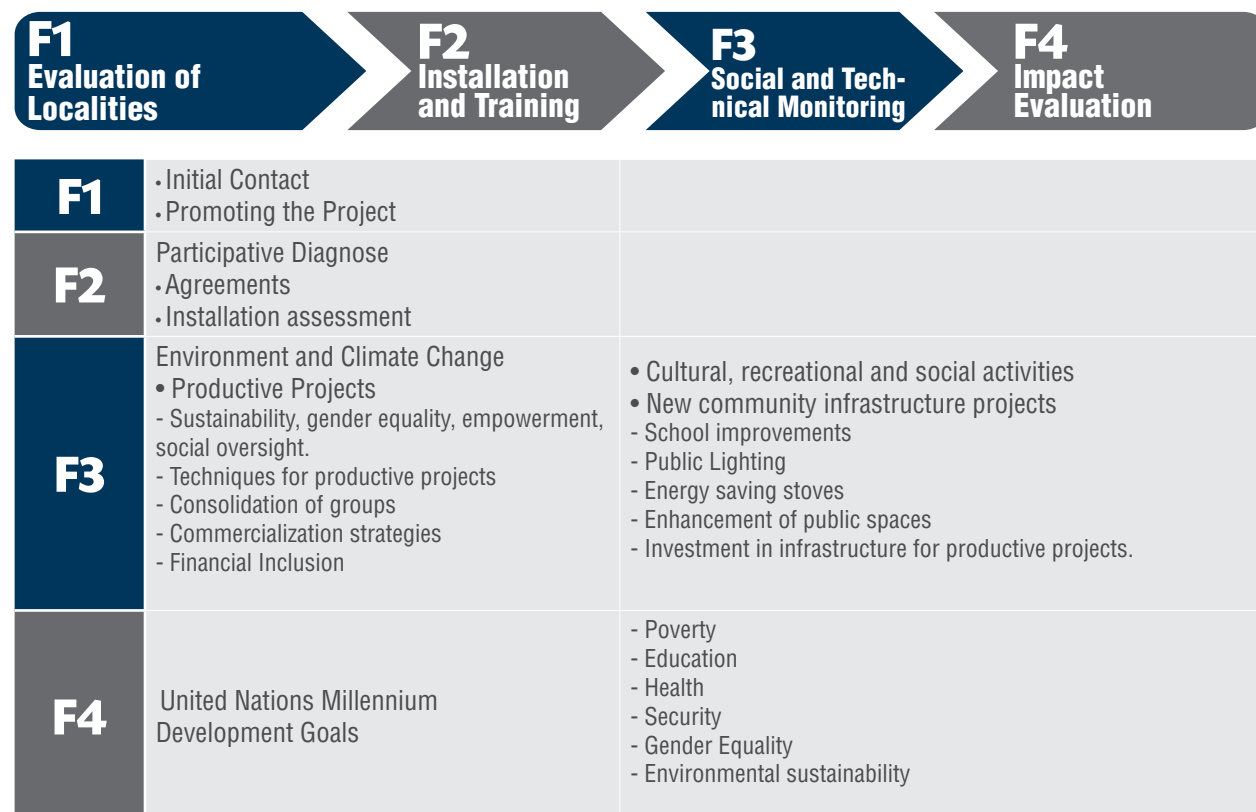 F1
Evaluation of
Localities
F2
Installation
and Training
F3
Social and Tech-
nical Monitoring
F4
Impact
Evaluation
F1
• Initial Contact
• Promoting the Project
F2
Participative Diagnose
• Agreements
• Installation assessment
F3
Environment and Climate Change
• Productive Projects
- Sustainability, gender equality, empowerment,
social oversight.
- Techniques for productive projects
- Consolidation of groups
- Commercialization strategies
- Financial Inclusion
• Cultural, recreational and social activities
• New community infrastructure projects
- School improvements
- Public Lighting
- Energy saving stoves
- Enhancement of public spaces
- Investment in infrastructure for productive projects.
F4
United Nations Millennium
Development Goals
- Poverty
- Education
- Health
- Security
- Gender Equality
- Environmental sustainability